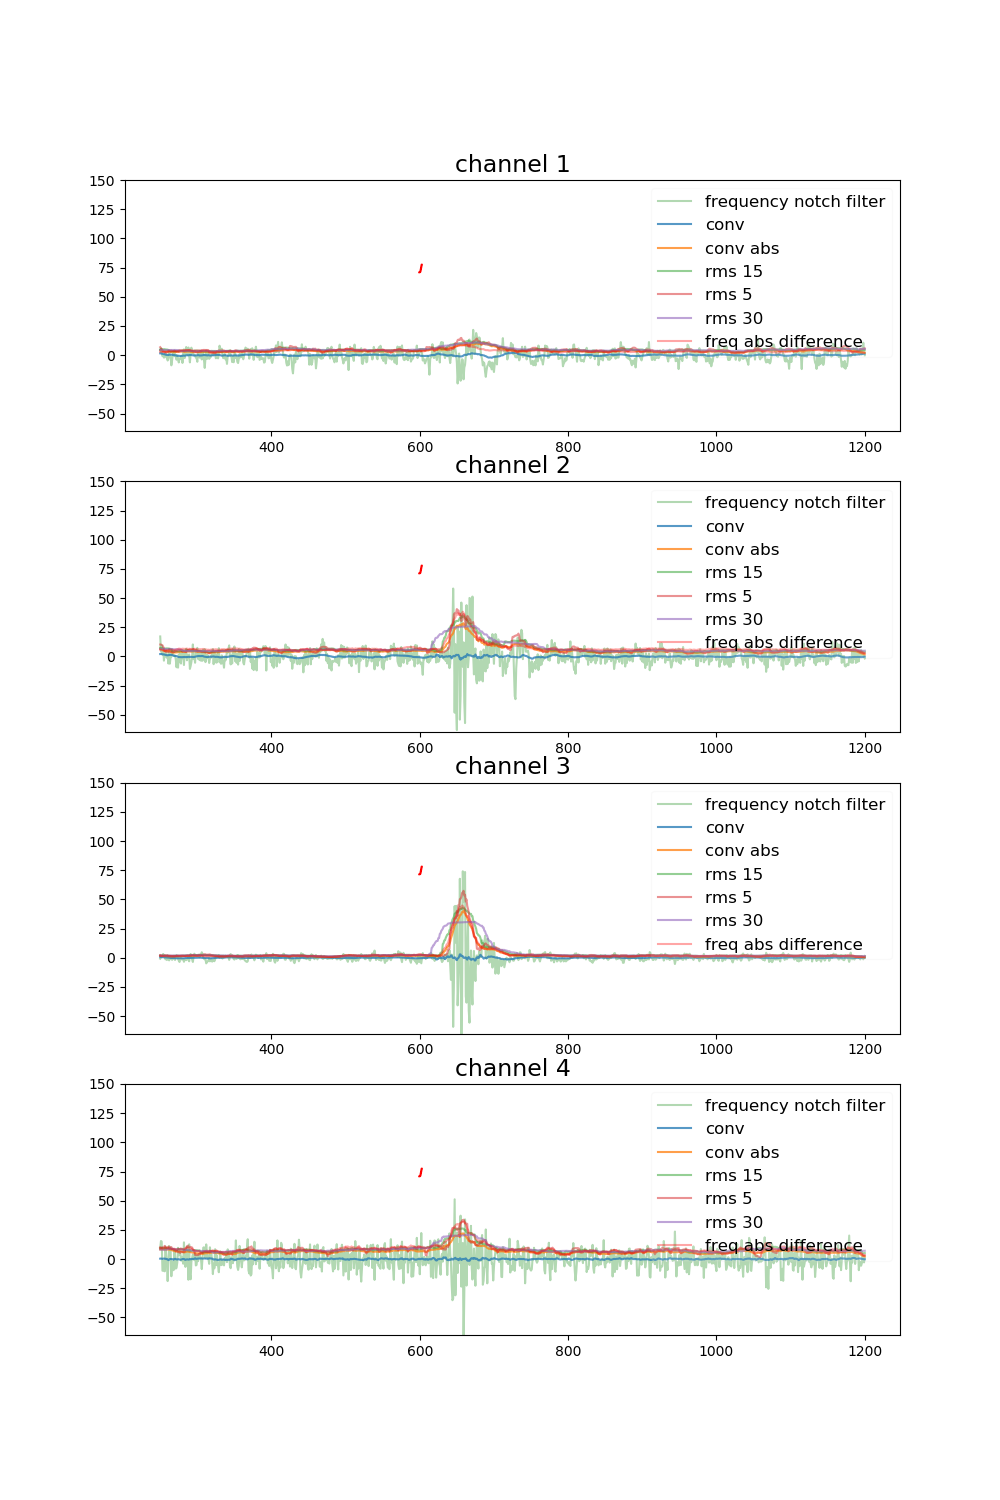 channel 1
150
125
100
75
50
25
0
−25
−50
frequency notch filter
conv
conv abs
rms 15
rms 5
rms 30
freq abs difference
400 600 800 1000 1200
channel 2
150
125
100
75
50
25
0
−25
−50
frequency notch filter
conv
conv abs
rms 15
rms 5
rms 30
freq abs difference
400 600 800 1000 1200
channel 3
150
125
100
75
50
25
0
−25
−50
frequency notch filter
conv
conv abs
rms 15
rms 5
rms 30
freq abs difference
400 600 800 1000 1200
channel 4
150
125
100
75
50
25
0
−25
−50
frequency notch filter
conv
conv abs
rms 15
rms 5
rms 30
freq abs difference
400 600 800 1000 1200